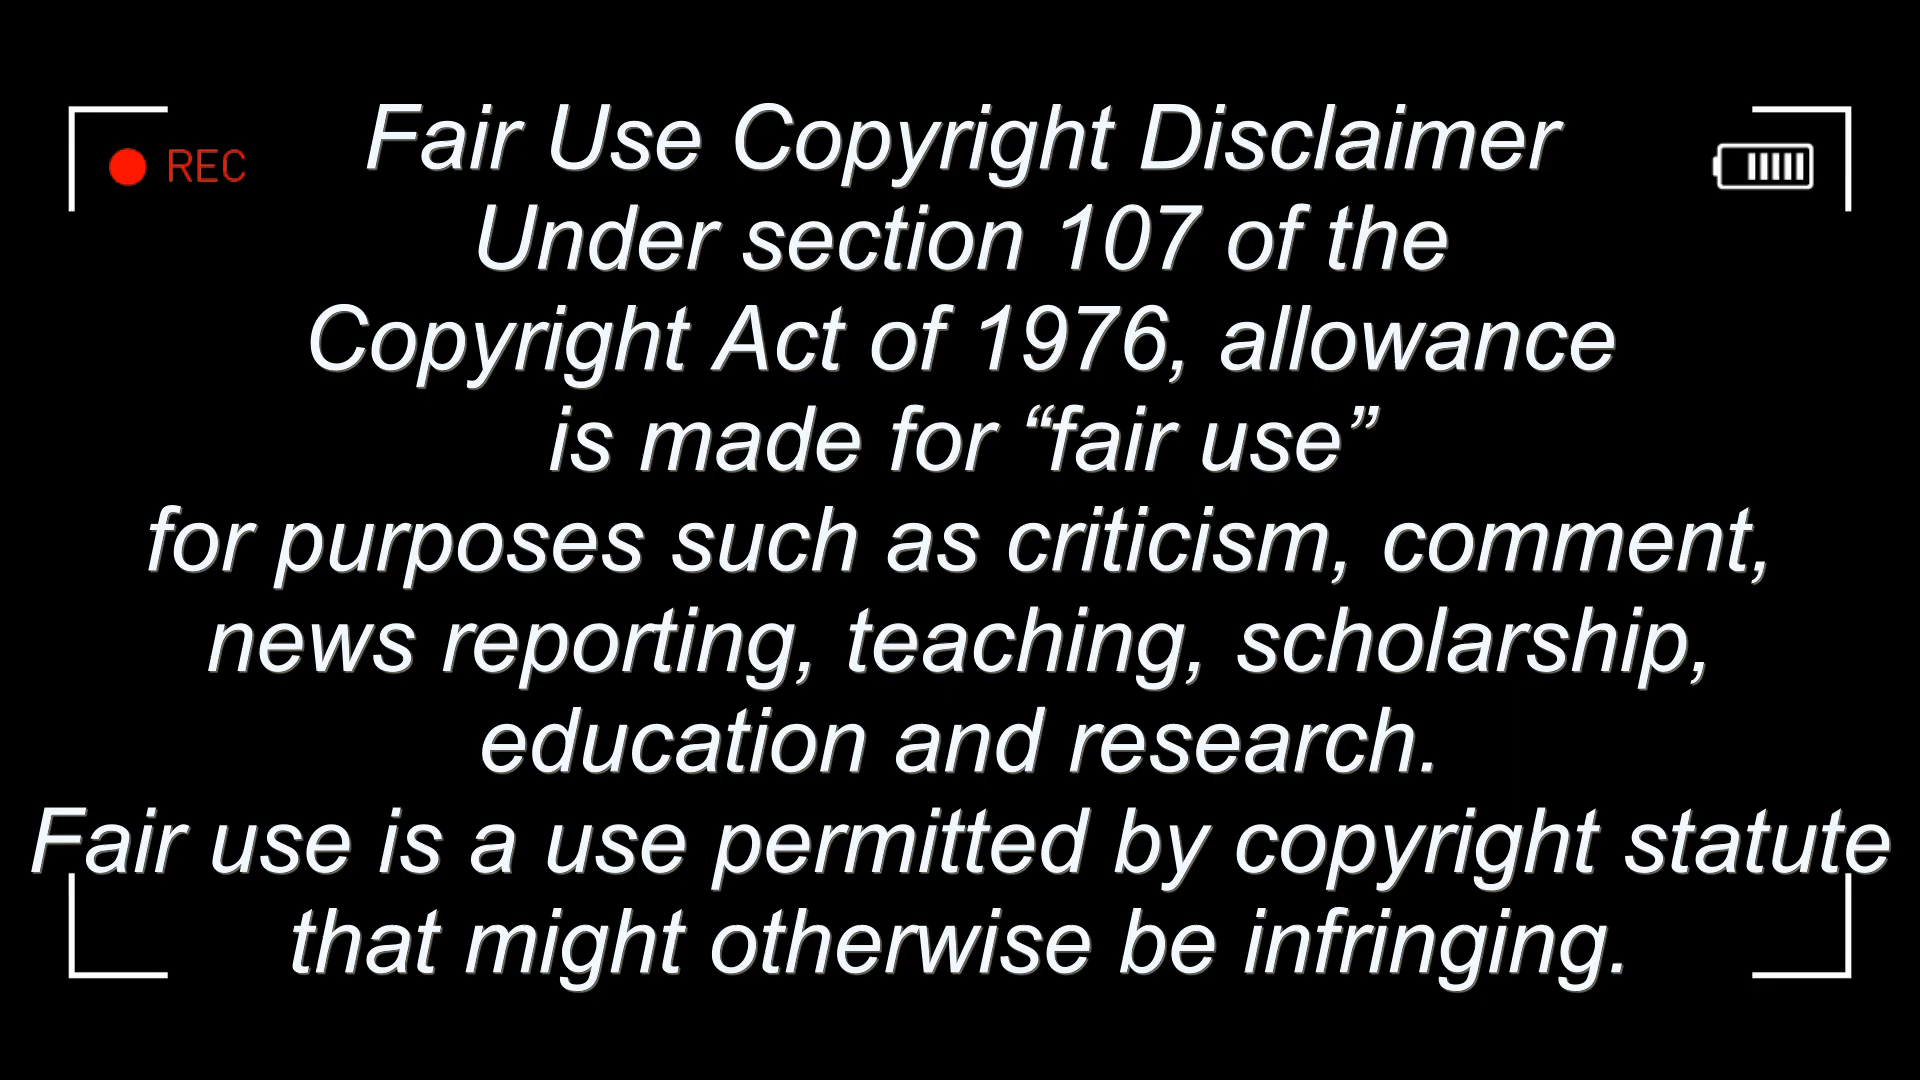 REC
Fair Use Copyright Disclaimer
Under section 107 of the
Copyright Act of 1976, allowance
is made for “fair use”
for purposes such as criticism, comment,
news reporting, teaching, scholarship,
education and research.
Fair use is a use permitted by copyright statute
that might otherwise be infringing.